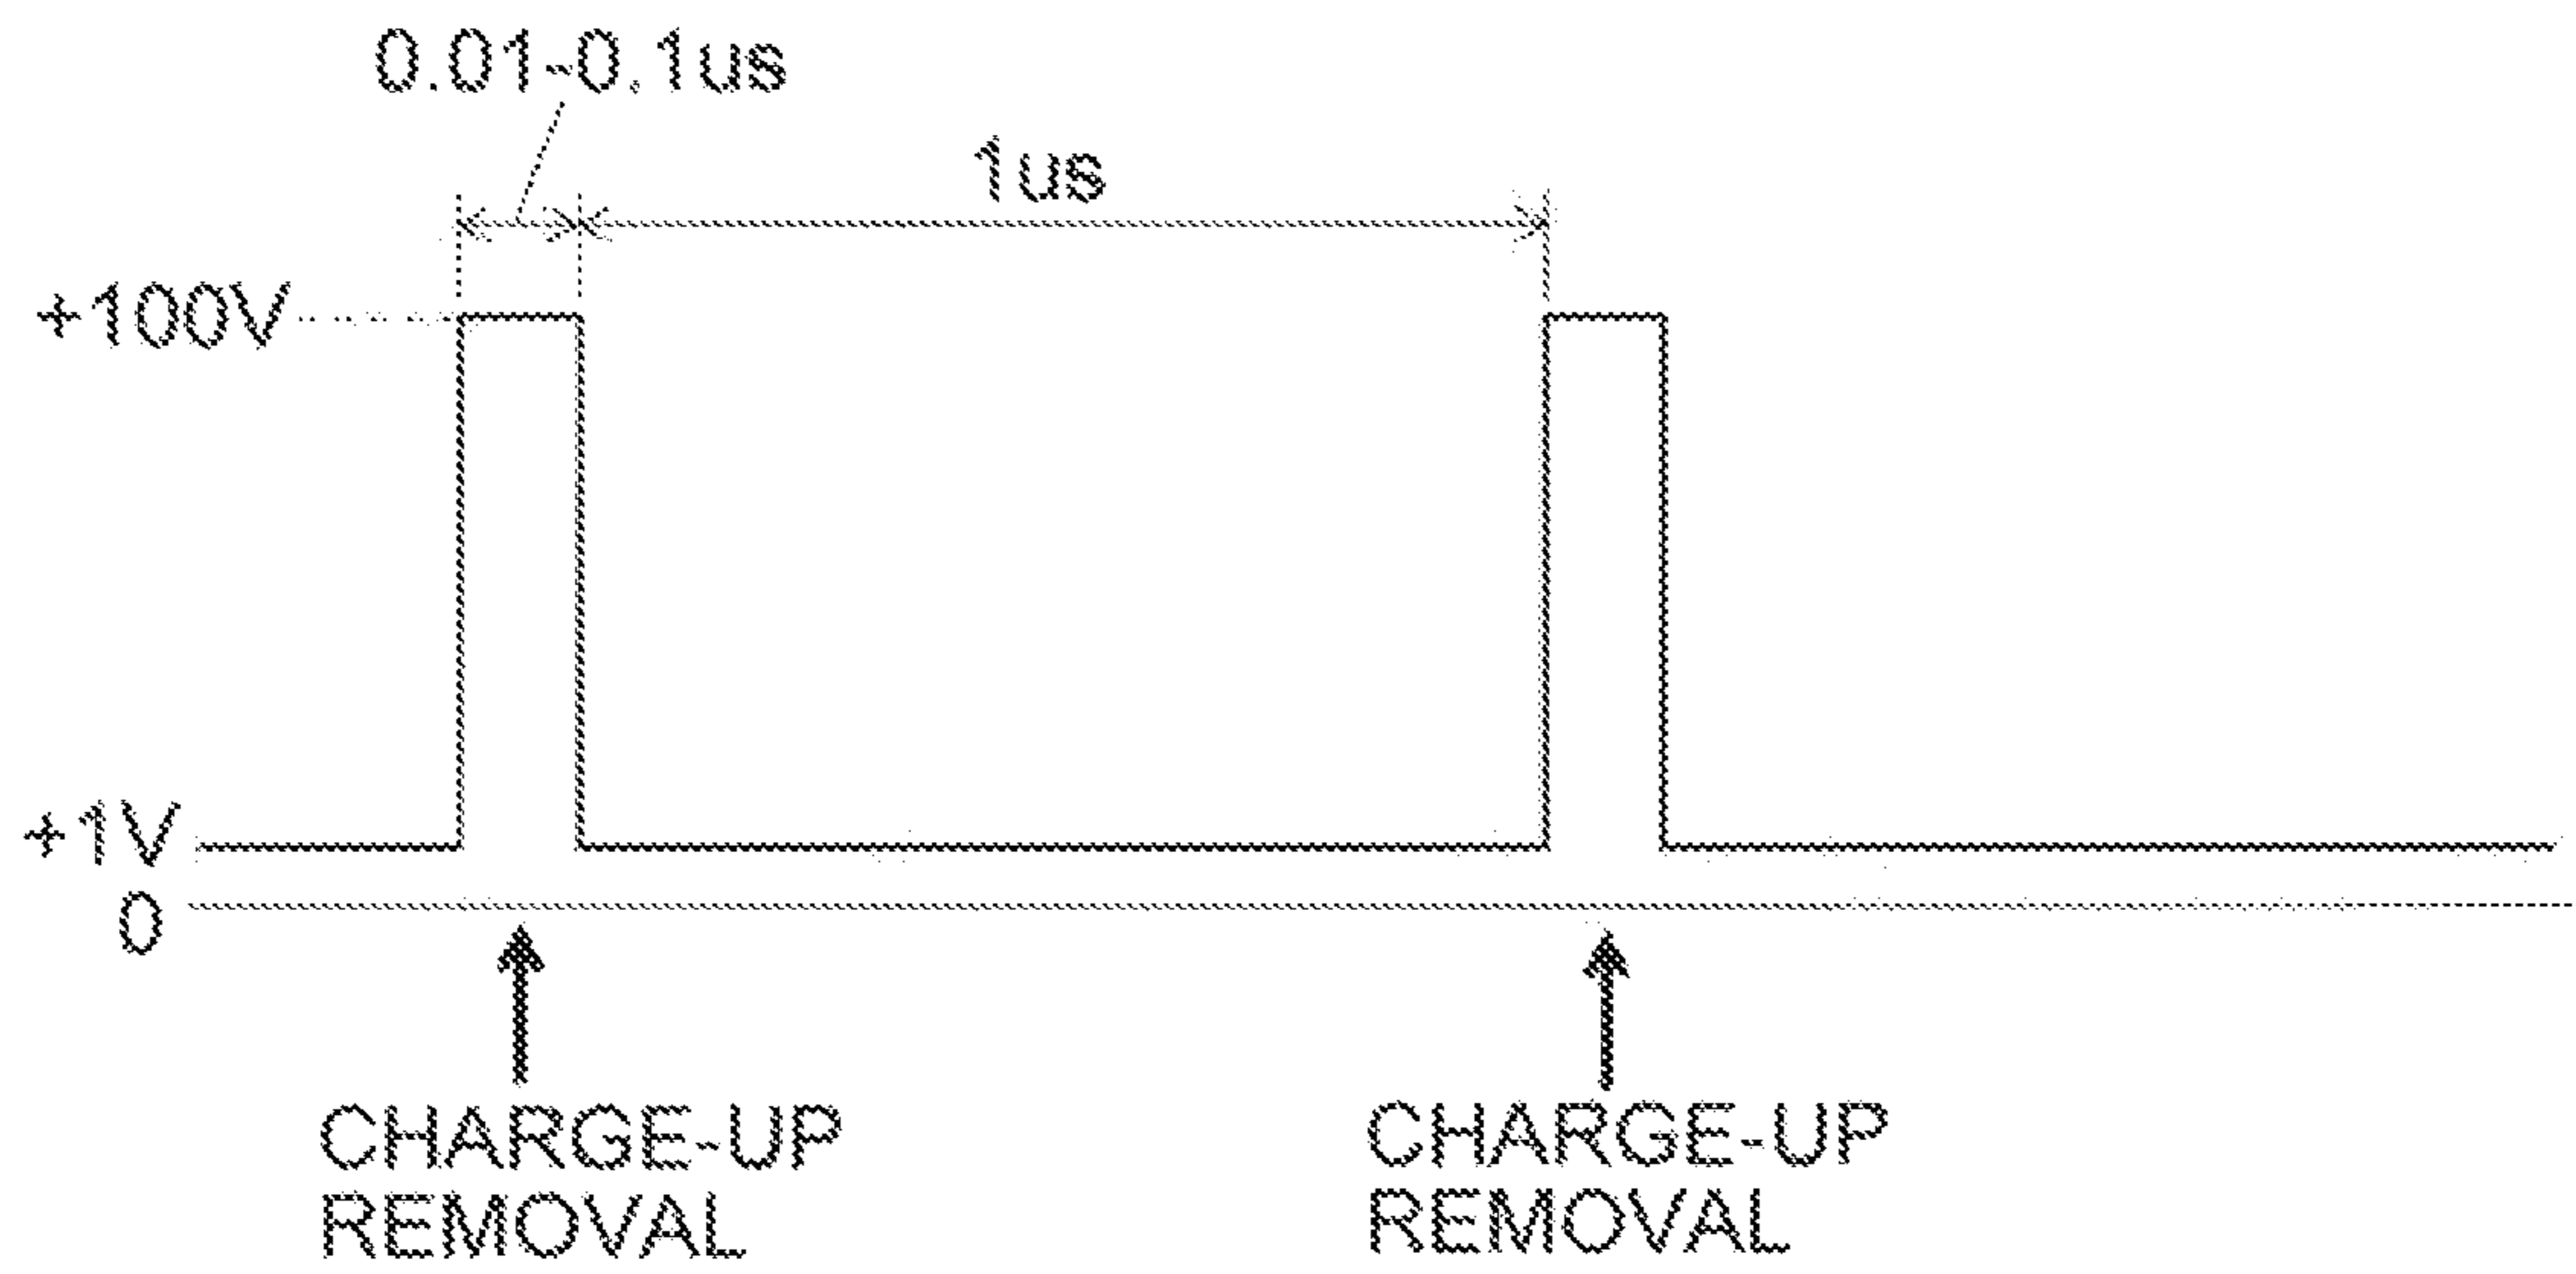 0.01-0.1us
1us
+100V
+1V
0
CHARGE-UP
REMOVAL
CHARGE-UP
REMOVAL